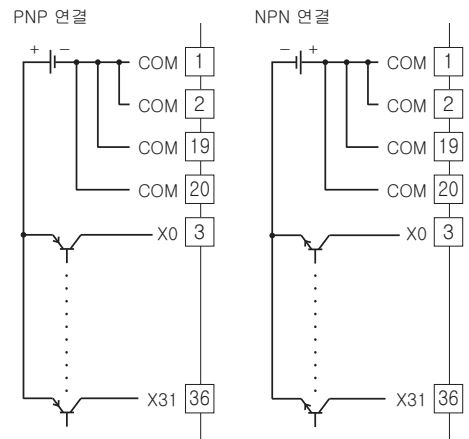 PNP 연결
+ −
COM 1
COM 2
COM 19
COM 20
X0 3
X31 36
NPN 연결
− +
COM 1
COM 2
COM 19
COM 20
X0 3
X31 36